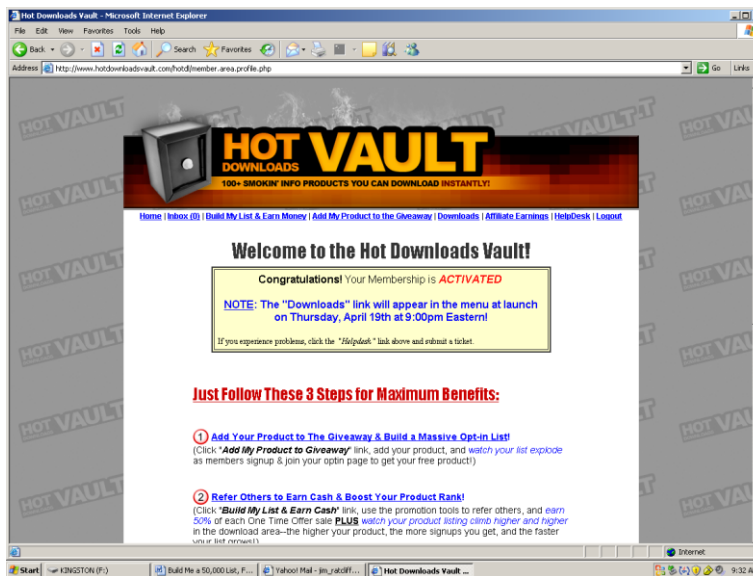 Hot Downloads Vault - Microsoft Internet Explorer
File Edit View Favorites Tools Help
Back Search Favorites
Address http://www.hotdownloadsvault.com/hotdl/member.area.profile.php Go Links
HOT VAULT
HOT DOWNLOADS VAULT
100+ SMOKIN' INFO PRODUCTS YOU CAN DOWNLOAD INSTANTLY!
Home | Inbox (0) | Build My List & Earn Money | Add My Product to the Giveaway | Downloads | Affiliate Earnings | HelpDesk | Logout
Welcome to the Hot Downloads Vault!
Congratulations! Your Membership is ACTIVATED
NOTE: The "Downloads" link will appear in the menu at launch
on Thursday, April 19th at 9:00pm Eastern!
If you experience problems, click the "Helpdesk" link above and submit a ticket.
Just Follow These 3 Steps for Maximum Benefits:
1 Add Your Product to The Giveaway & Build a Massive Opt-in List!
(Click "Add My Product to Giveaway" link, add your product, and watch your list explode
as members signup & join your optin page to get your free product!)
2 Refer Others to Earn Cash & Boost Your Product Rank!
(Click "Build My List & Earn Cash" link, use the promotion tools to refer others, and earn
50% of each One Time Offer sale PLUS watch your product listing climb higher and higher
in the download area--the higher your product, the more signups you get, and the faster
your list grows!)
Internet
Start KINGSTON (F:) Build Me a 50,000 List, F... Yahoo! Mail - jim_ratcliff... Hot Downloads Vault ... 9:32 A